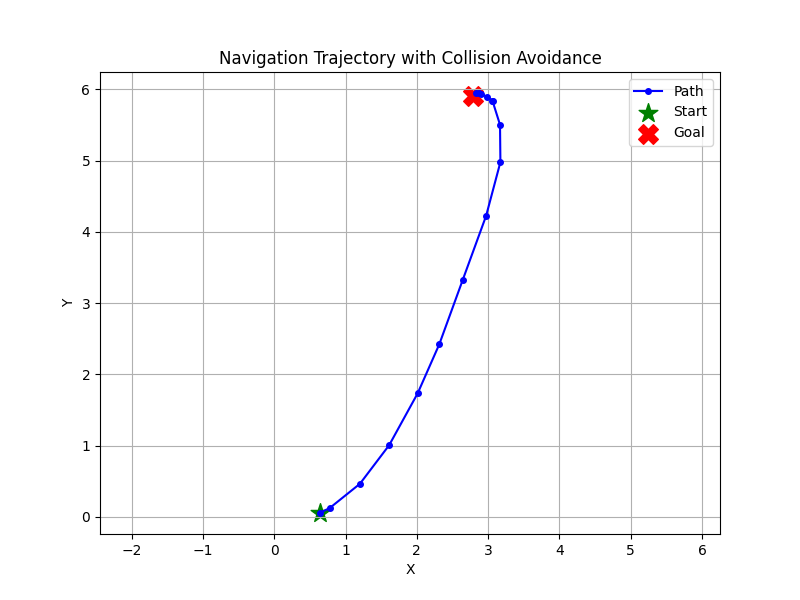 Navigation Trajectory with Collision Avoidance
Path
Start
Goal
6
5
4
3
2
1
0
Y
−2 −1 0 1 2 3 4 5 6
X